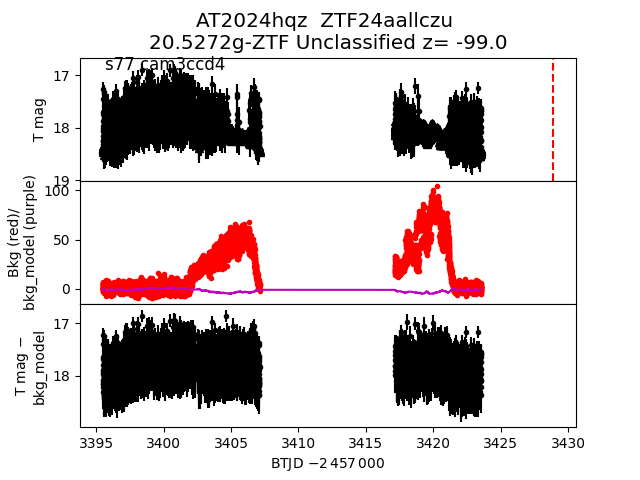 AT2024hqz  ZTF24aallczu
20.5272g-ZTF Unclassified z= -99.0
s77 cam3ccd4
17
18
19
T mag
100
50
0
Bkg (red)/
bkg_model (purple)
17
18
T mag −
bkg_model
3395 3400 3405 3410 3415 3420 3425 3430
BTJD −2 457 000